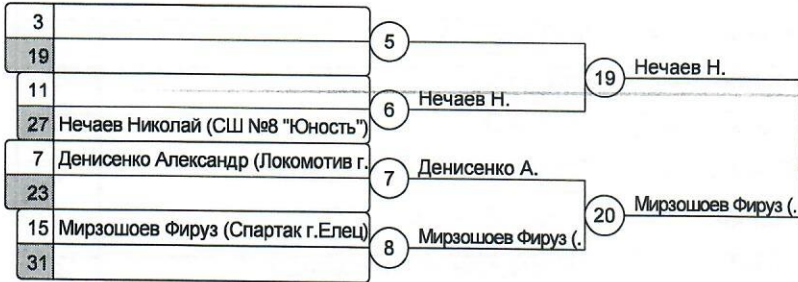 3
19
5
11
27 Нечаев Николай (СШ №8 "Юность")
6 Нечаев Н.
19 Нечаев Н.
7 Денисенко Александр (Локомотив г.
23
7 Денисенко А.
15 Мирзошоев Фируз (Спартак г.Елец)
31
8 Мирзошоев Фируз (.
20 Мирзошоев Фируз (.